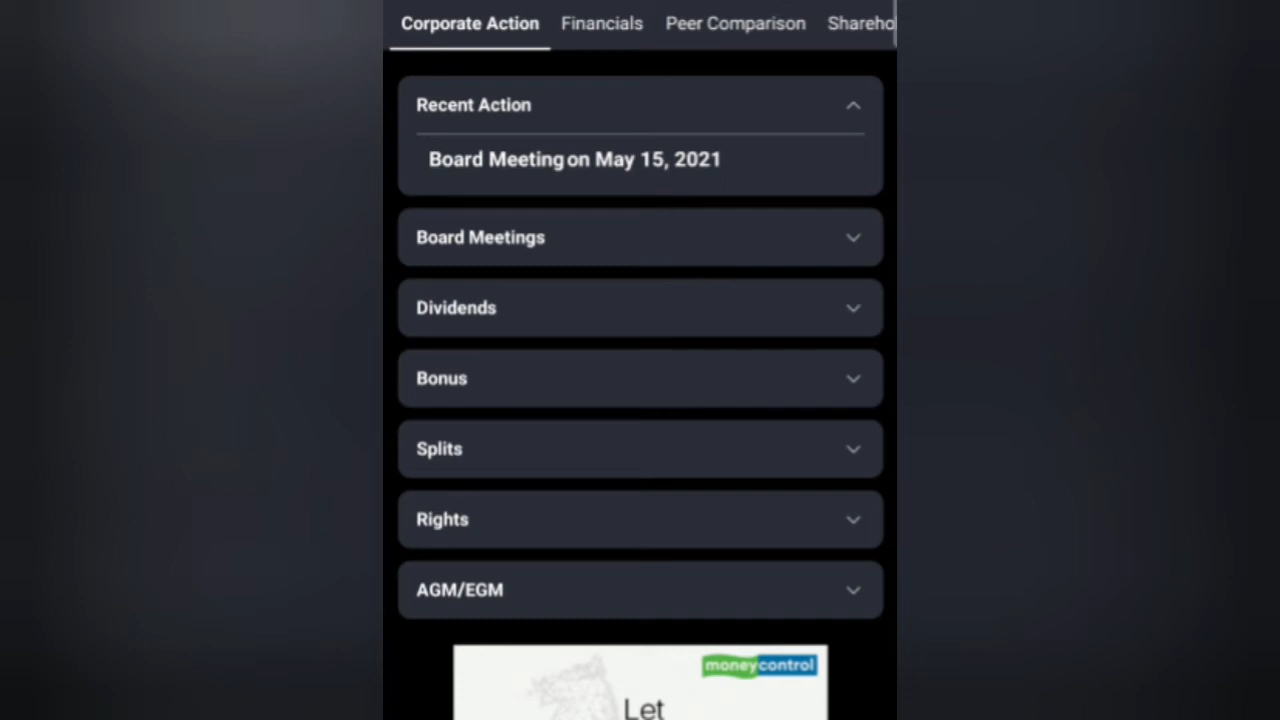 Corporate Action Financials Peer Comparison Shareho
Recent Action
Board Meeting on May 15, 2021
Board Meetings
Dividends
Bonus
Splits
Rights
AGM/EGM
moneycontrol
Let